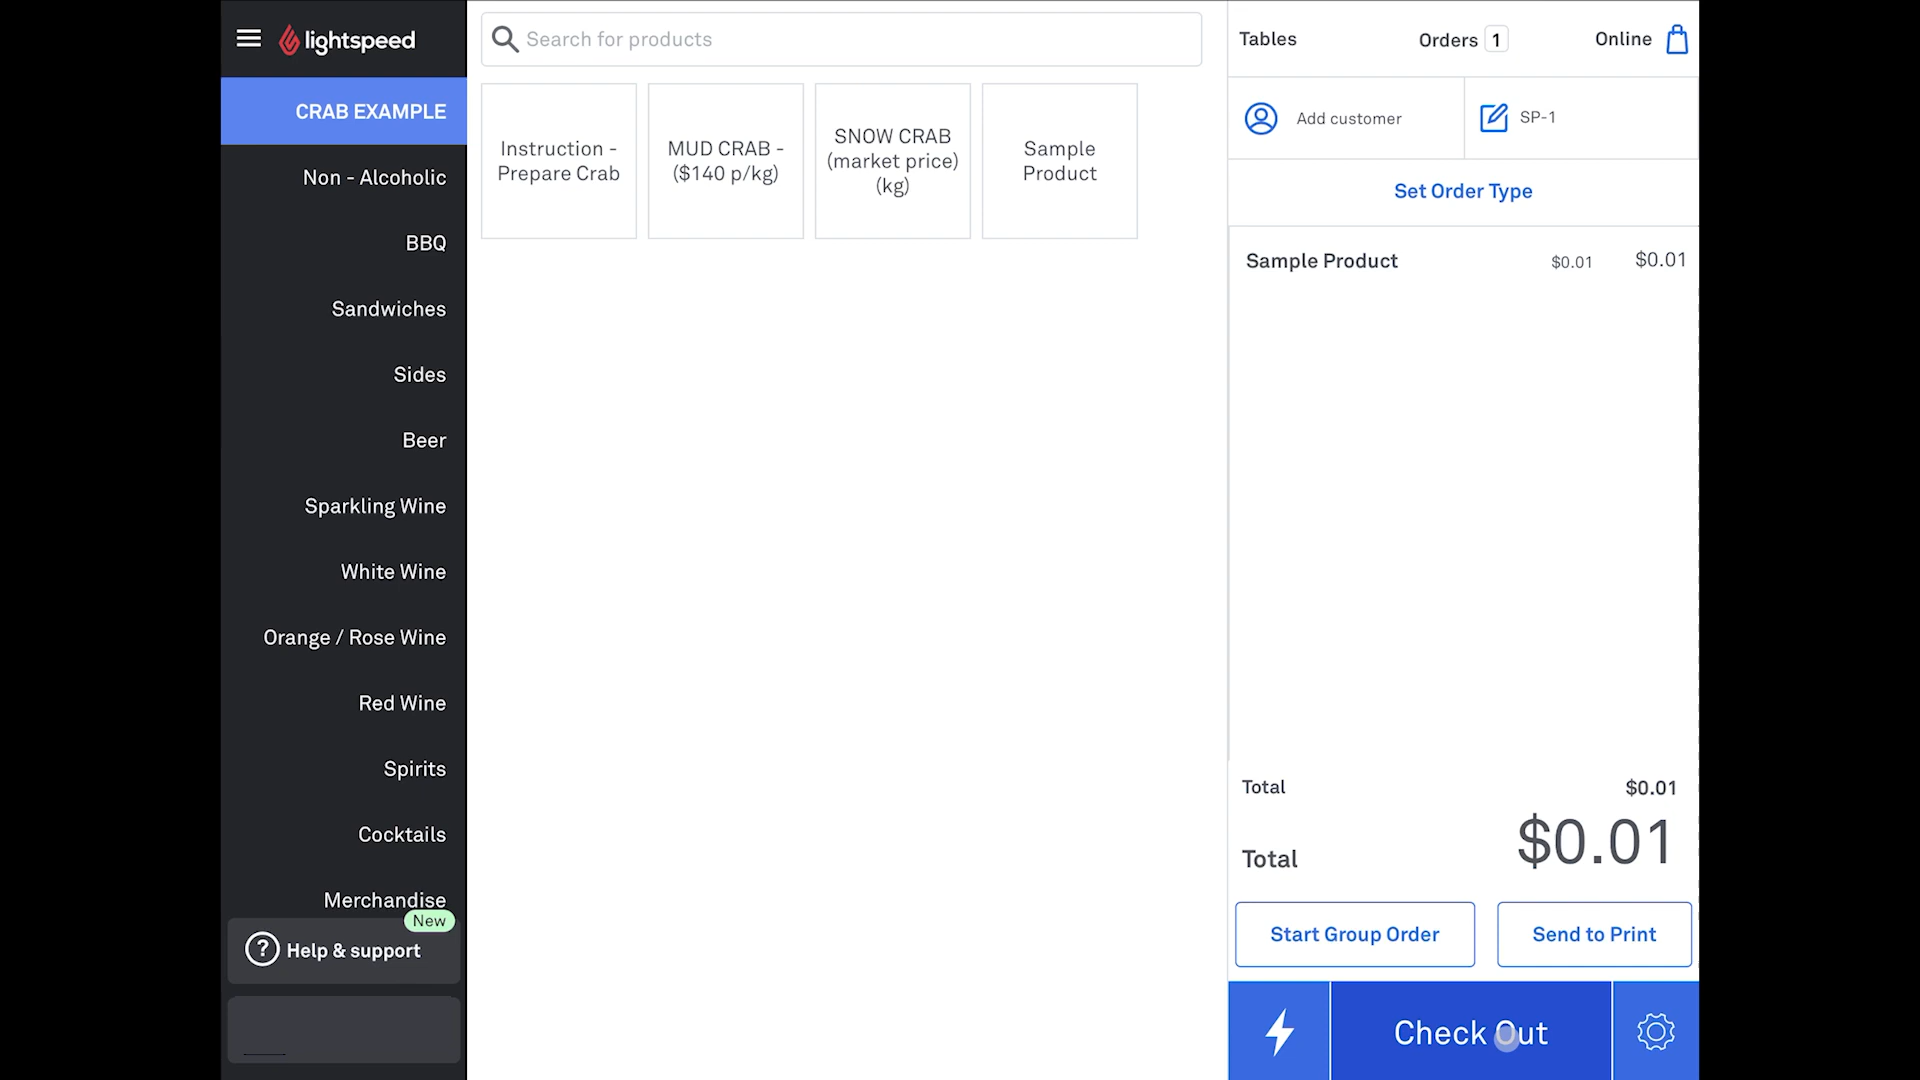 lightspeed
CRAB EXAMPLE
Non - Alcoholic
BBQ
Sandwiches
Sides
Beer
Sparkling Wine
White Wine
Orange / Rose Wine
Red Wine
Spirits
Cocktails
Merchandise
New
? Help & support
Search for products
Instruction -
Prepare Crab
MUD CRAB -
($140 p/kg)
SNOW CRAB
(market price)
(kg)
Sample
Product
Tables Orders 1 Online
Add customer SP-1
Set Order Type
Sample Product $0.01 $0.01
Total $0.01
Total $0.01
Start Group Order Send to Print
Check Out